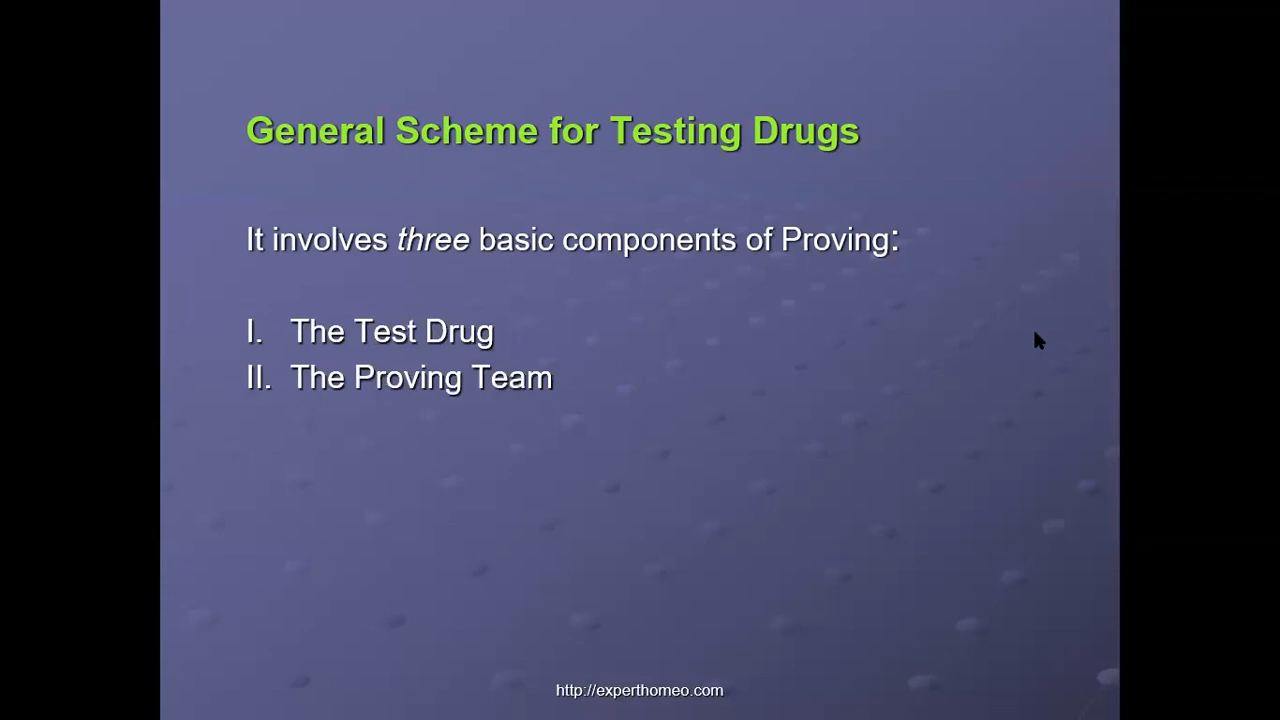 General Scheme for Testing Drugs
It involves three basic components of Proving:
I. The Test Drug
II. The Proving Team
http://experthomeo.com